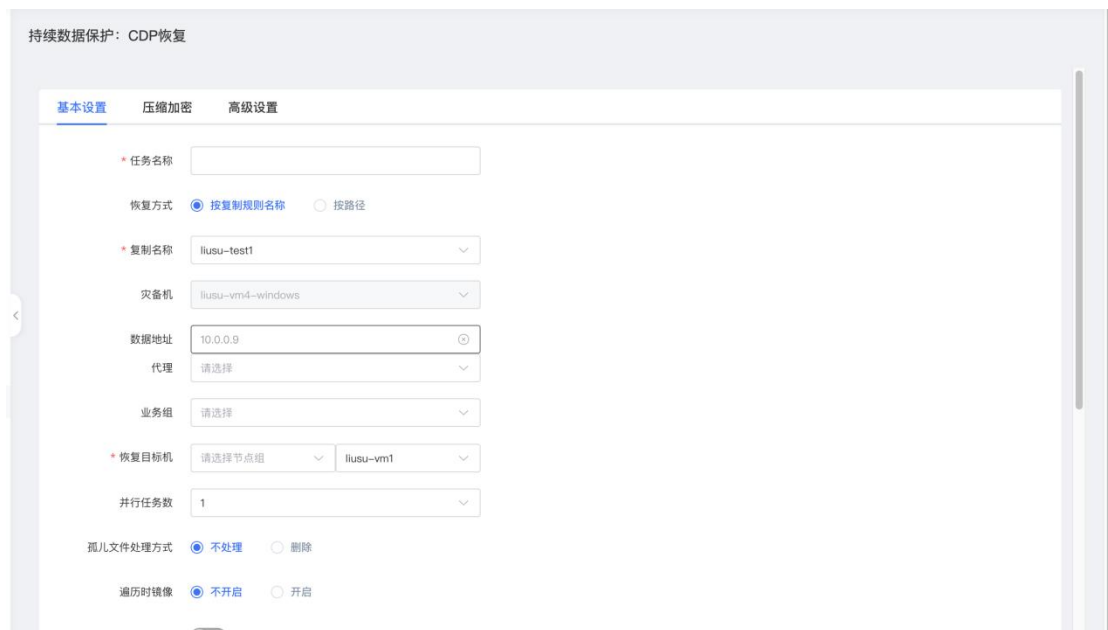 持续数据保护：CDP恢复
基本设置 压缩加密 高级设置
* 任务名称
恢复方式 按复制规则名称 按路径
* 复制名称 liusu-test1
灾备机 liusu-vm4-windows
数据地址 10.0.0.9
代理 请选择
业务组 请选择
* 恢复目标机 请选择节点组 liusu-vm1
并行任务数 1
孤儿文件处理方式 不处理 删除
遍历时镜像 不开启 开启